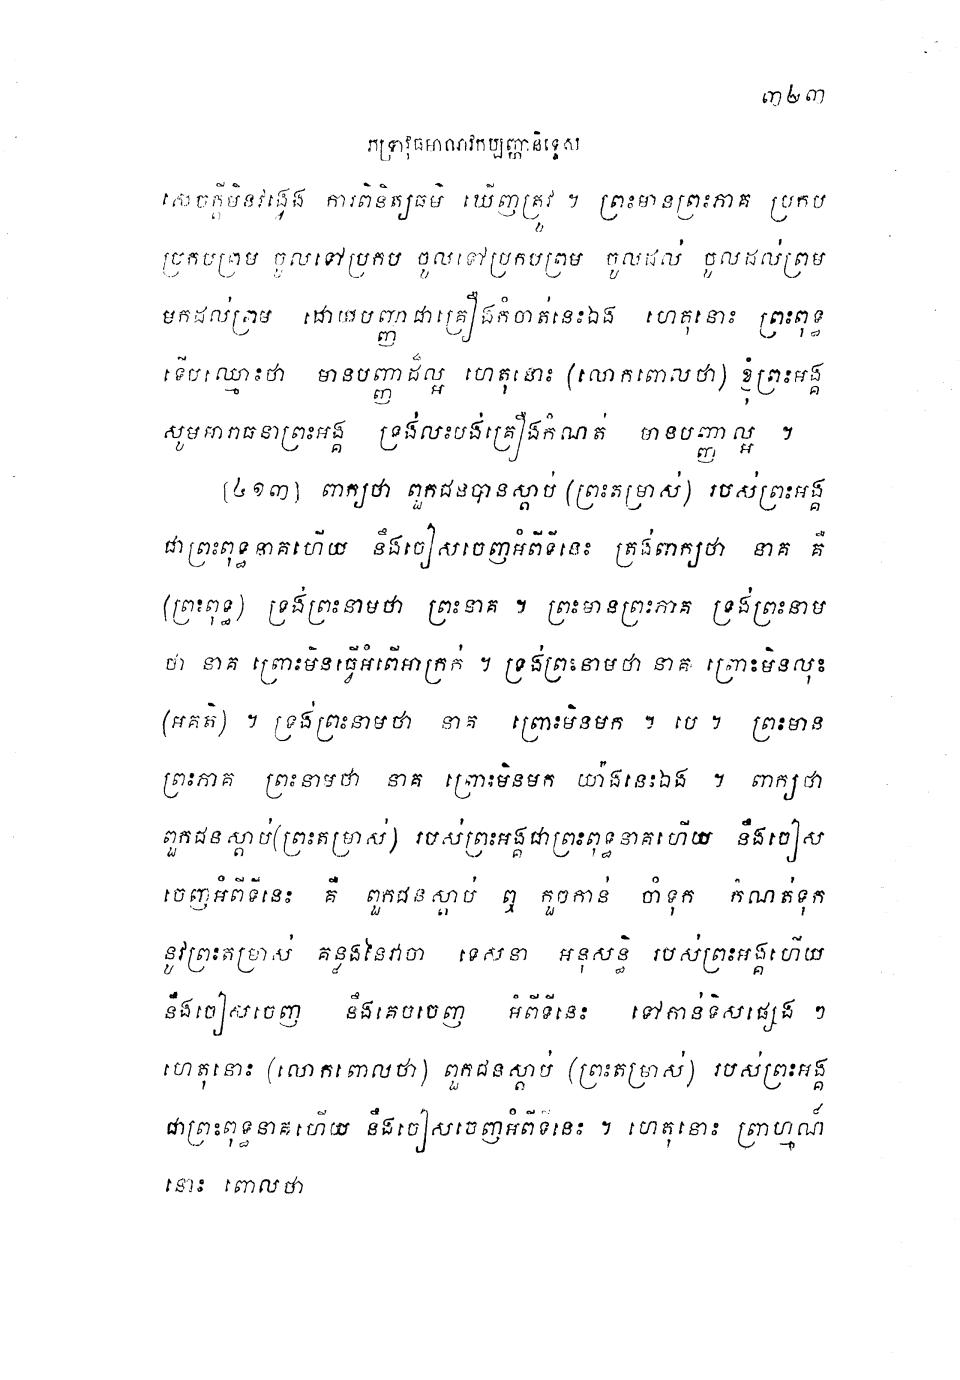 ៣២៣
ភទ្រាវុធមាណវកប្បញ្ហានិទ្ទេស
សេចក្តីមិនវង្វេង ការពិនិត្យធម៌ ឃើញត្រូវ ។ ព្រះមានព្រះភាគ ប្រកប
ប្រកបព្រម ចូលទៅប្រកប ចូលទៅប្រកបព្រម ចូលដល់ ចូលដល់ព្រម
មកដល់ព្រម ដោយបញ្ញាជាគ្រឿងកំចាត់នេះឯង ហេតុនោះ ព្រះពុទ្ធ
ទើបឈ្មោះថា មានបញ្ញាដ៏ល្អ ហេតុនោះ (លោកពោលថា) ខ្ញុំព្រះអង្គ
សូមអារាធនាព្រះអង្គ ទ្រង់លះបង់គ្រឿងកំណត់ មានបញ្ញាល្អ ។
[៤១៣] ពាក្យថា ពួកជនបានស្តាប់ (ព្រះតម្រាស់) របស់ព្រះអង្គ
ជាព្រះពុទ្ធនាគហើយ នឹងចៀសចេញអំពីទីនេះ ត្រង់ពាក្យថា នាគ គឺ
(ព្រះពុទ្ធ) ទ្រង់ព្រះនាមថា ព្រះនាគ ។ ព្រះមានព្រះភាគ ទ្រង់ព្រះនាម
ថា នាគ ព្រោះមិនធ្វើអំពើអាក្រក់ ។ ទ្រង់ព្រះនាមថា នាគ ព្រោះមិនលុះ
(អគតិ) ។ ទ្រង់ព្រះនាមថា នាគ ព្រោះមិនមក ។ បេ ។ ព្រះមាន
ព្រះភាគ ព្រះនាមថា នាគ ព្រោះមិនមក យ៉ាងនេះឯង ។ ពាក្យថា
ពួកជនស្តាប់(ព្រះតម្រាស់) របស់ព្រះអង្គជាព្រះពុទ្ធនាគហើយ នឹងចៀស
ចេញអំពីទីនេះ គឺ ពួកជនស្តាប់ ឮ តួចកាន់ ចាំទុក កំណត់ទុក
នូវព្រះតម្រាស់ គន្លងនៃវាចា ទេសនា អនុសន្ធិ របស់ព្រះអង្គហើយ
នឹងចៀសចេញ នឹងគេចចេញ អំពីទីនេះ ទៅកាន់ទិសផ្សេង ៗ
ហេតុនោះ (លោកពោលថា) ពួកជនស្តាប់ (ព្រះតម្រាស់) របស់ព្រះអង្គ
ជាព្រះពុទ្ធនាគហើយ នឹងចៀសចេញអំពីទីនេះ ។ ហេតុនោះ ព្រាហ្មណ៍
នោះ ពោលថា